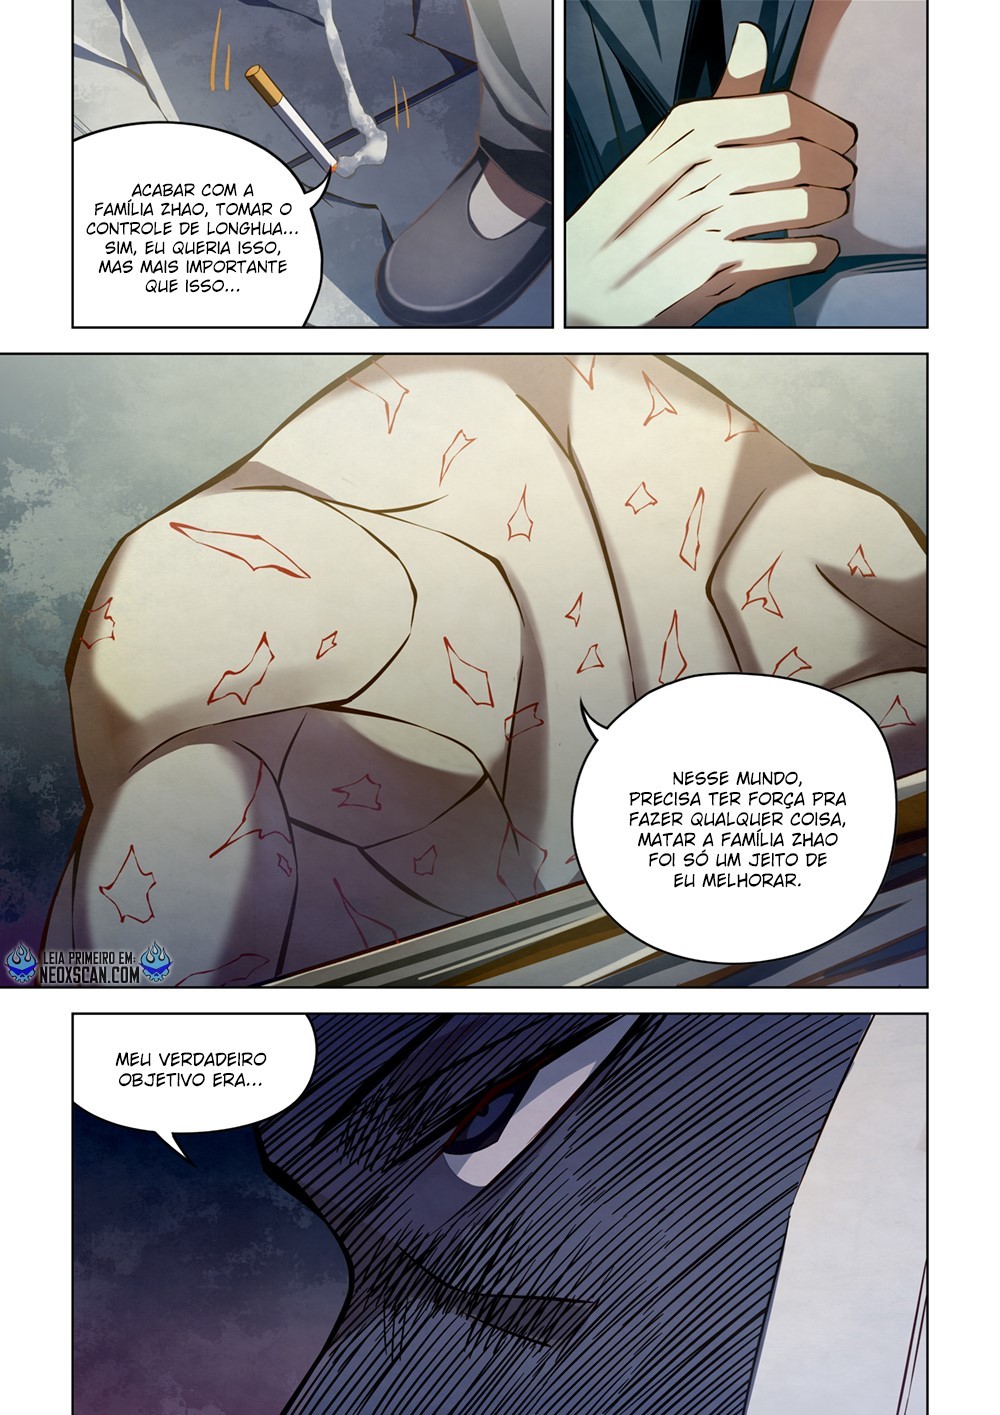 ACABAR COM A
FAMÍLIA ZHAO, TOMAR O
CONTROLE DE LONGHUA...
SIM, EU QUERIA ISSO,
MAS MAIS IMPORTANTE
QUE ISSO...
NESSE MUNDO,
PRECISA TER FORÇA PRA
FAZER QUALQUER COISA,
MATAR A FAMÍLIA ZHAO
FOI SÓ UM JEITO DE
EU MELHORAR.
LEIA PRIMEIRO EM:
NEOXSCAN.COM
MEU VERDADEIRO
OBJETIVO ERA...